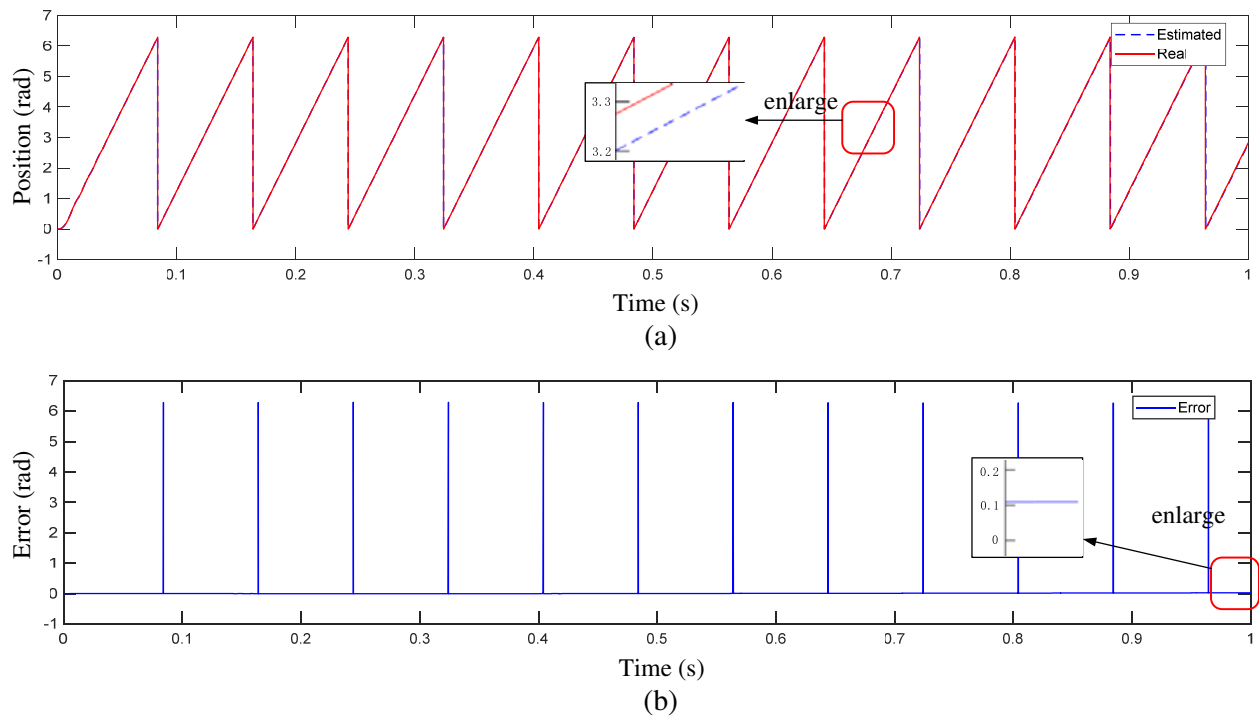 7
6
5
4
3
2
1
0
-1
Position (rad)
Estimated
Real
3.3
3.2
enlarge
0 0.1 0.2 0.3 0.4 0.5 0.6 0.7 0.8 0.9 1
Time (s)
(a)
7
6
5
4
3
2
1
0
-1
Error (rad)
Error
0.2
0.1
0
enlarge
0 0.1 0.2 0.3 0.4 0.5 0.6 0.7 0.8 0.9 1
Time (s)
(b)